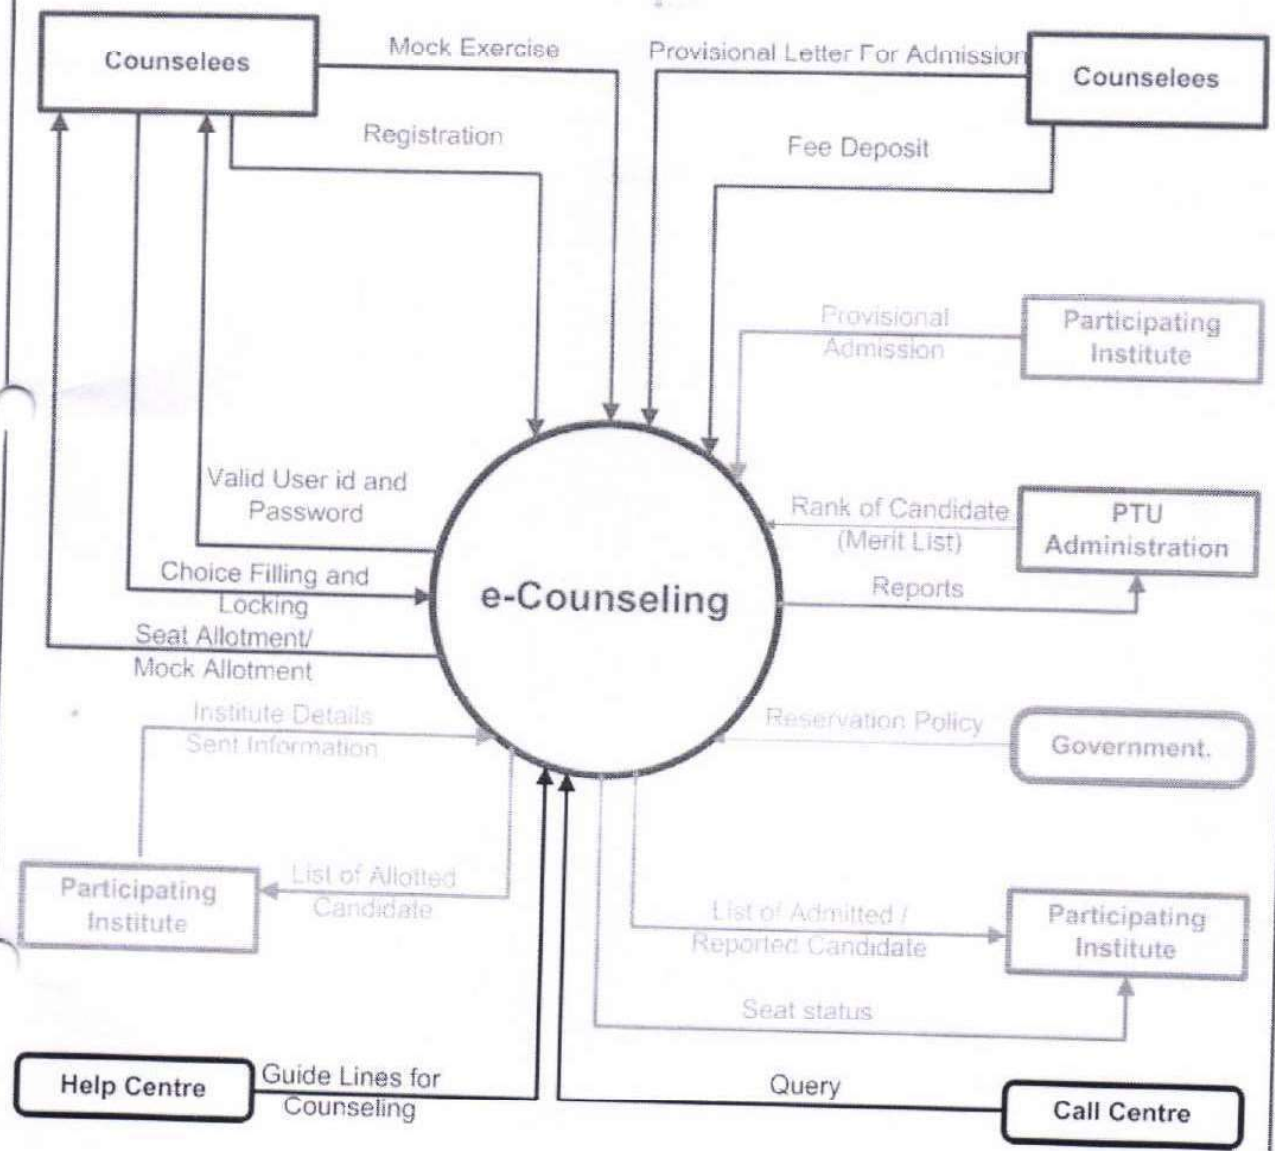 Counselees
Mock Exercise
Provisional Letter For Admission
Counselees
Registration
Fee Deposit
Provisional
Admission
Participating
Institute
Valid User id and
Password
Rank of Candidate
(Merit List)
PTU
Administration
Choice Filling and
Locking
e-Counseling
Reports
Seat Allotment/
Mock Allotment
Institute Details
Sent Information
Reservation Policy
Government.
Participating
Institute
List of Allotted
Candidate
List of Admitted /
Reported Candidate
Participating
Institute
Seat status
Help Centre
Guide Lines for
Counseling
Query
Call Centre